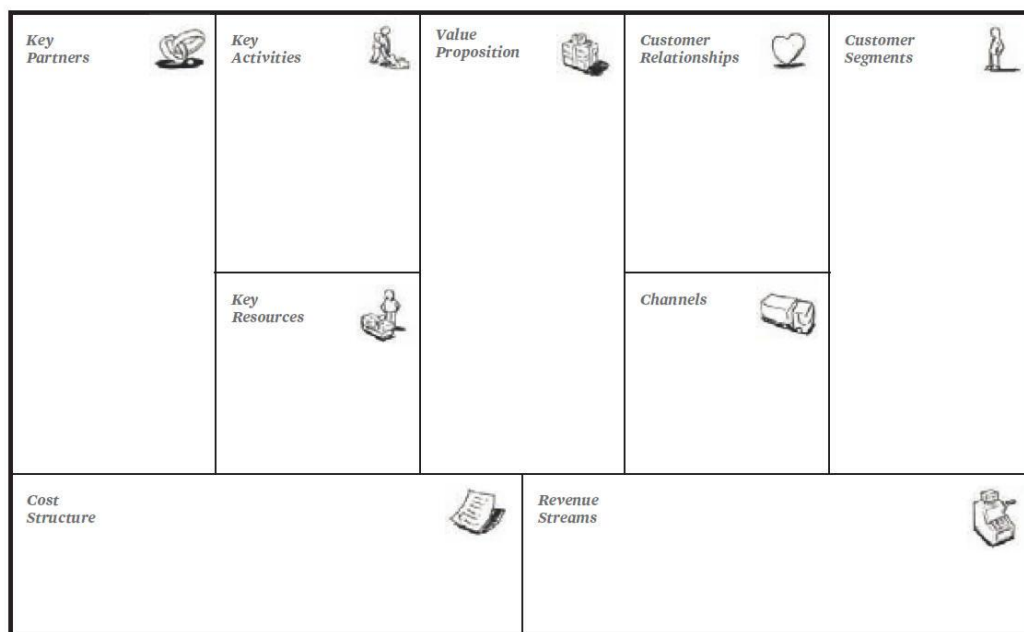 Key
Partners
Key
Activities
Value
Proposition
Customer
Relationships
Customer
Segments
Key
Resources
Channels
Cost
Structure
Revenue
Streams